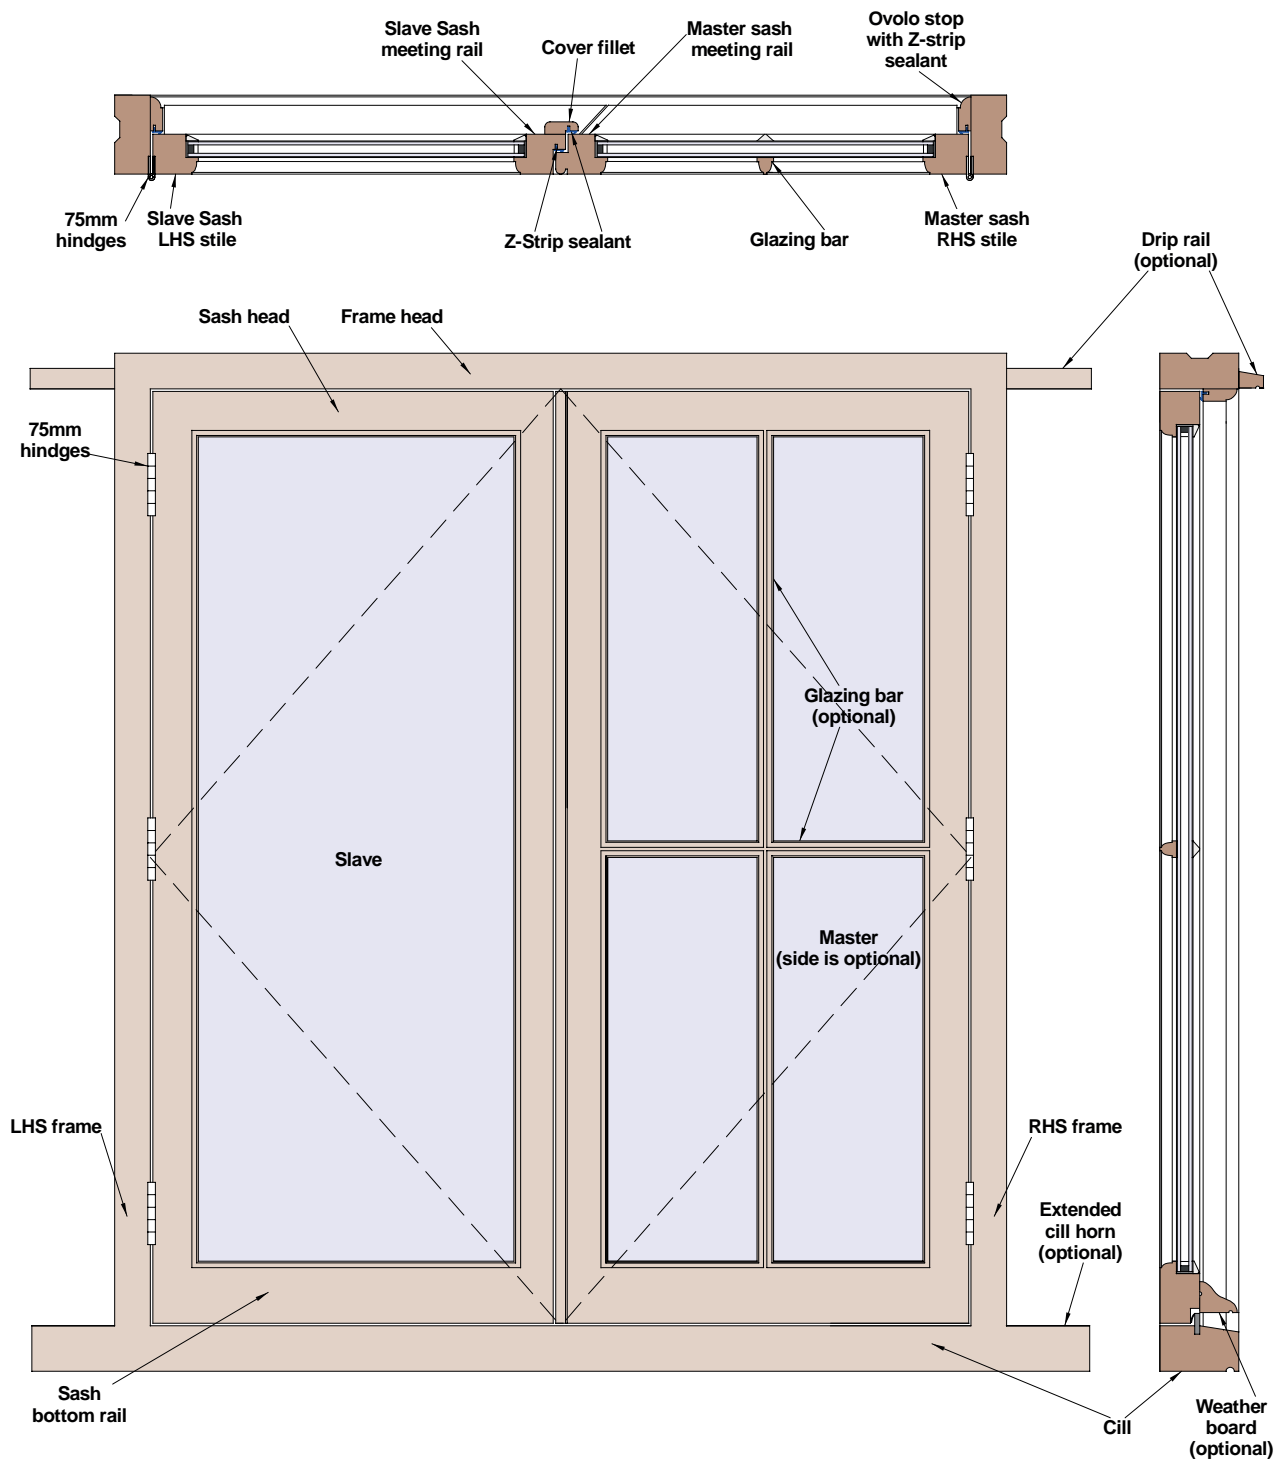 Slave Sash
meeting rail
Cover fillet
Master sash
meeting rail
Ovolo stop
with Z-strip
sealant
75mm
hindges
Slave Sash
LHS stile
Z-Strip sealant
Glazing bar
Master sash
RHS stile
Drip rail
(optional)
Sash head
Frame head
75mm
hindges
Glazing bar
(optional)
Slave
Master
(side is optional)
LHS frame
RHS frame
Extended
cill horn
(optional)
Sash
bottom rail
Cill
Weather
board
(optional)